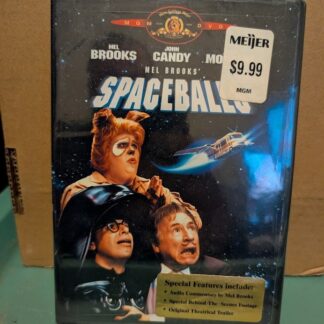 MGM DVD
MEL
BROOKS
JOHN
CANDY
MO
MEIJER
$9.99
MGM
MEL BROOKS'
SPACEBALLS
Special Features include:
• Audio Commentary by Mel Brooks
• Special Behind-The-Scenes Footage
• Original Theatrical Trailer